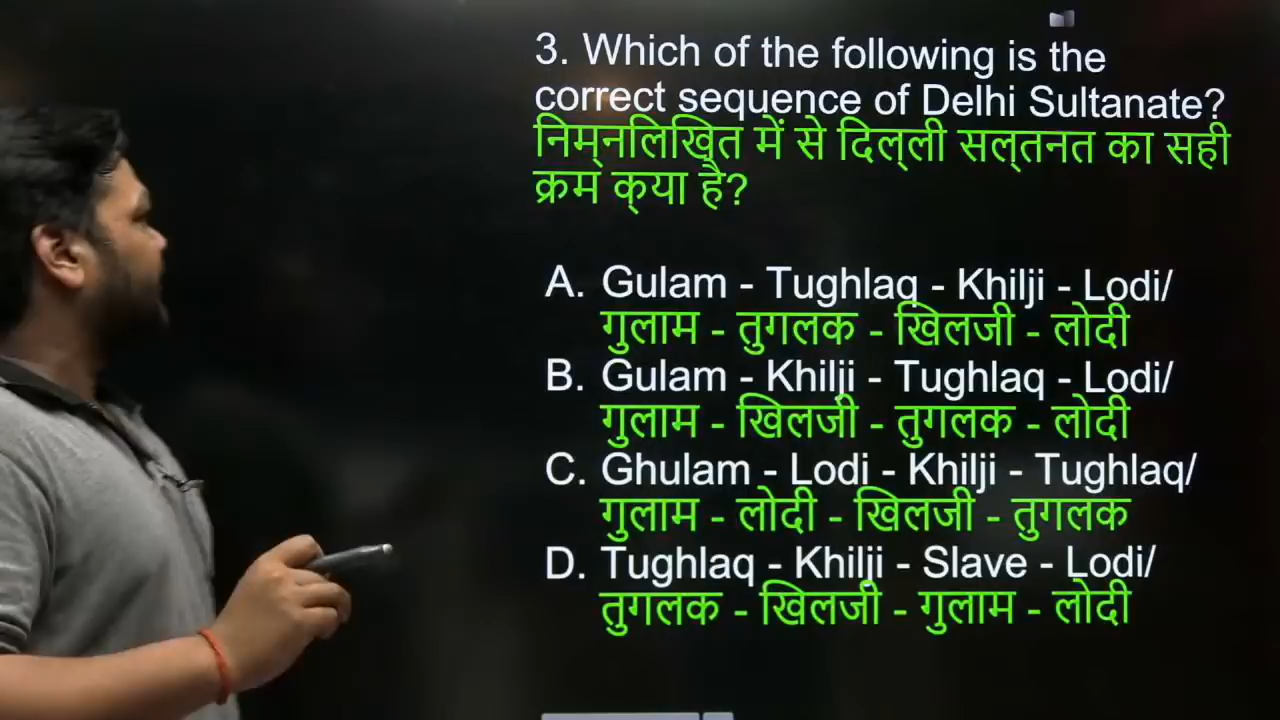 3. Which of the following is the
correct sequence of Delhi Sultanate?
निम्नलिखित में से दिल्ली सल्तनत का सही
क्रम क्या है?
A. Gulam - Tughlaq - Khilji - Lodi/
गुलाम - तुगलक - खिलजी - लोदी
B. Gulam - Khilji - Tughlaq - Lodi/
गुलाम - खिलजी - तुगलक - लोदी
C. Ghulam - Lodi - Khilji - Tughlaq/
गुलाम - लोदी - खिलजी - तुगलक
D. Tughlaq - Khilji - Slave - Lodi/
तुगलक - खिलजी - गुलाम - लोदी